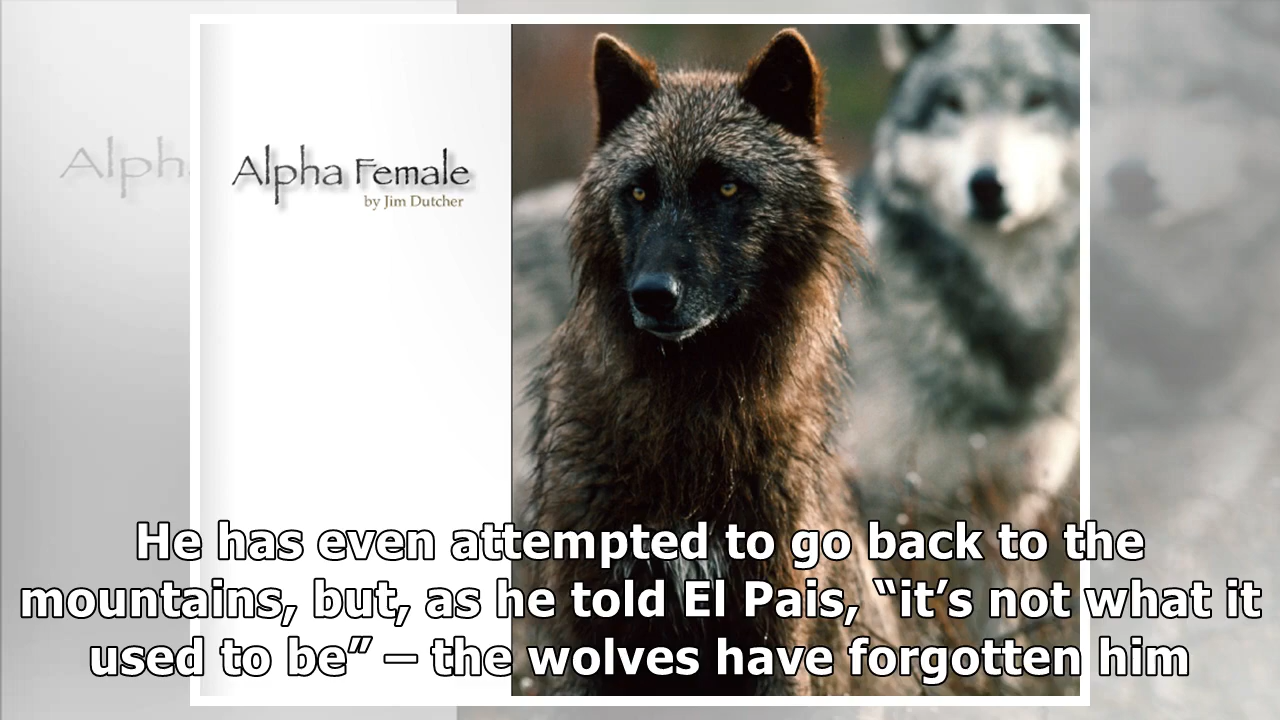 Alph
Alpha Female
by Jim Dutcher
He has even attempted to go back to the
mountains, but, as he told El Pais, “it’s not what it
used to be” – the wolves have forgotten him